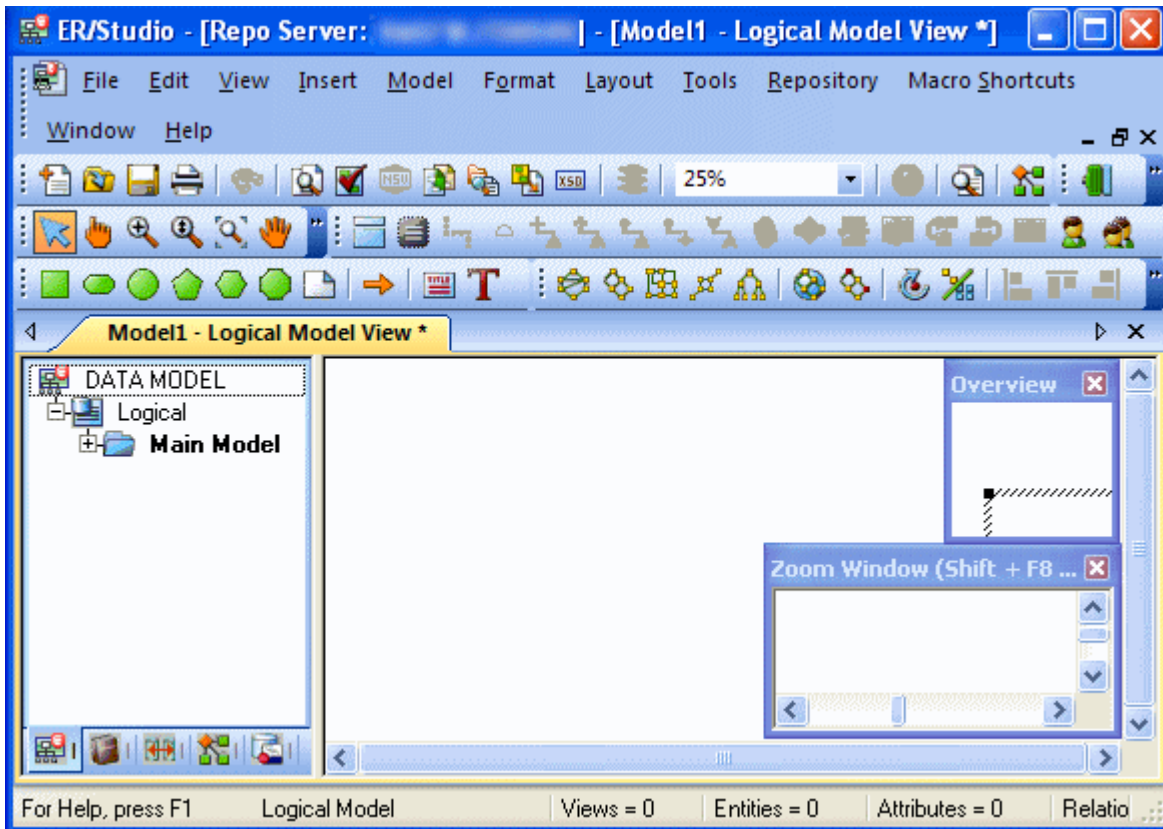 ER/Studio - [Repo Server: ] - [Model1 - Logical Model View *]
File Edit View Insert Model Format Layout Tools Repository Macro Shortcuts
Window Help
NSU XSD 25%
TITLE T
Model1 - Logical Model View *
DATA MODEL
Logical
Main Model
Overview
Zoom Window (Shift + F8 ...
For Help, press F1 Logical Model Views = 0 Entities = 0 Attributes = 0 Relatio